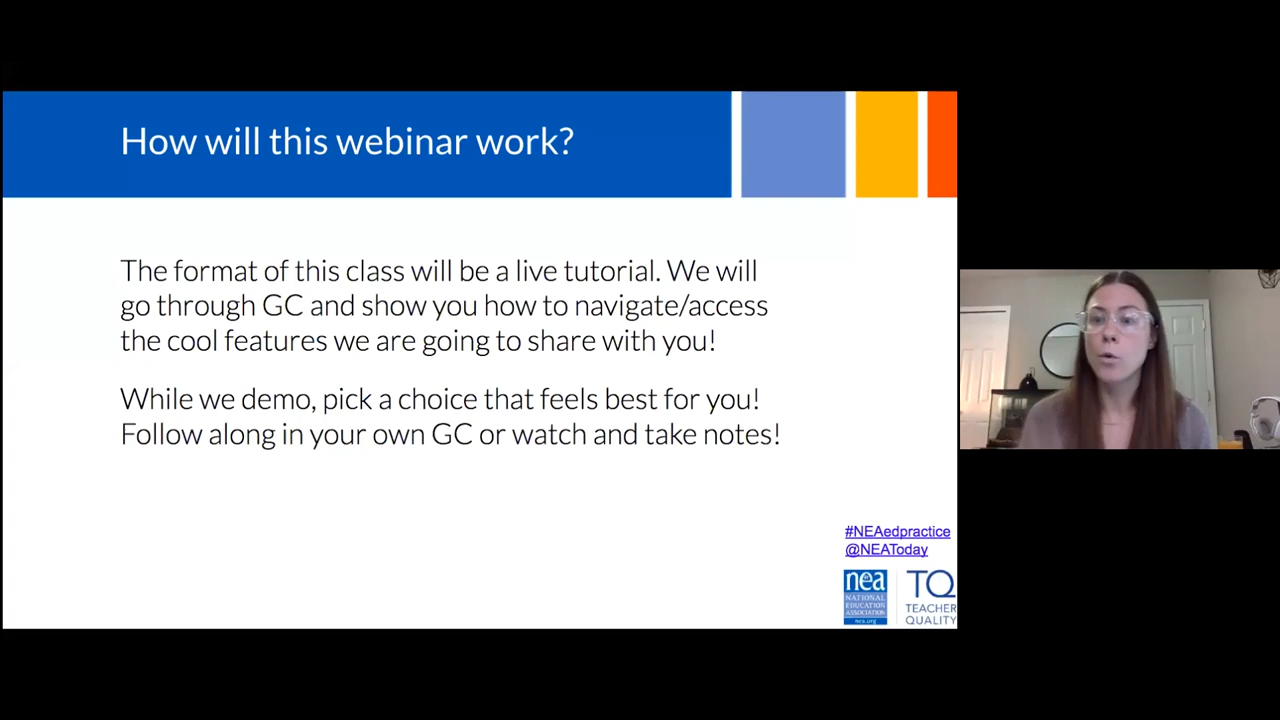 How will this webinar work?
The format of this class will be a live tutorial. We will
go through GC and show you how to navigate/access
the cool features we are going to share with you!
While we demo, pick a choice that feels best for you!
Follow along in your own GC or watch and take notes!
#NEAedpractice
@NEAToday
nea
NATIONAL
EDUCATION
ASSOCIATION
nea.org
TQ
TEACHER
QUALITY